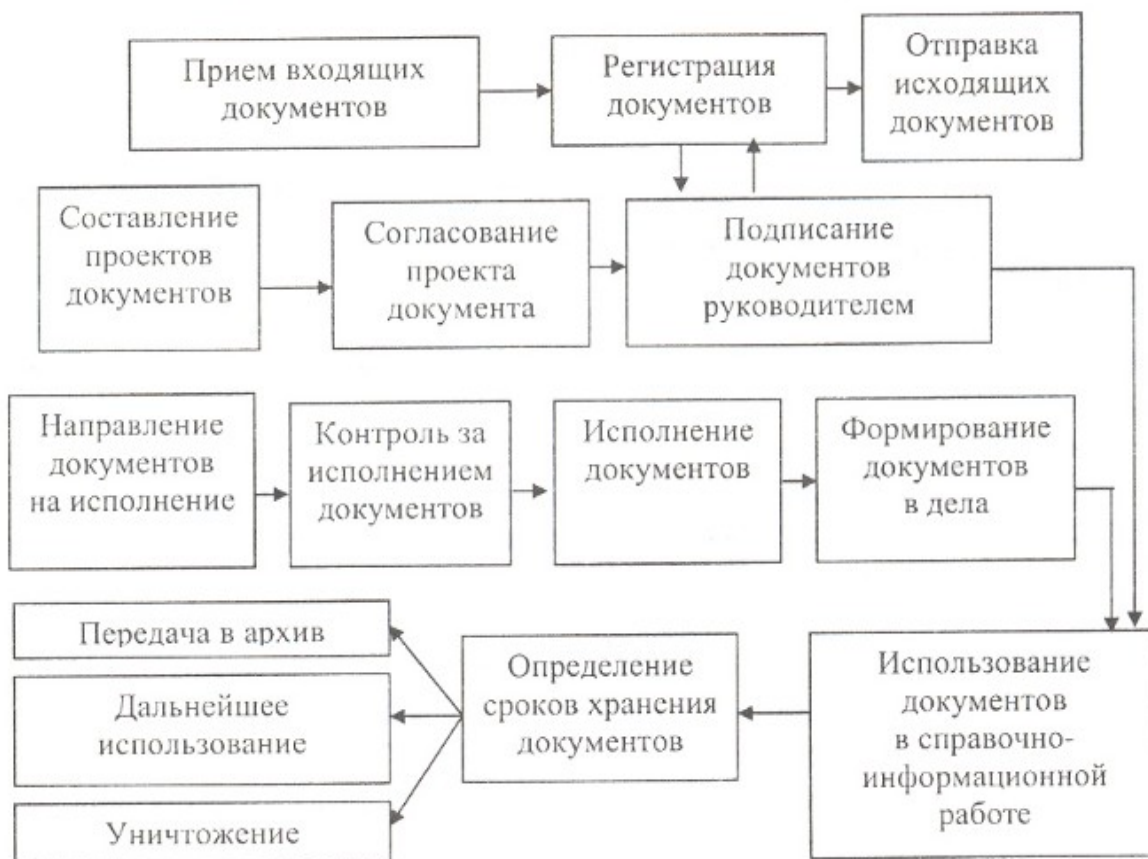 Прием входящих
документов
Регистрация
документов
Отправка
исходящих
документов
Составление
проектов
документов
Согласование
проекта
документа
Подписание
документов
руководителем
Направление
документов
на исполнение
Контроль за
исполнением
документов
Исполнение
документов
Формирование
документов
в дела
Передача в архив
Дальнейшее
использование
Уничтожение
Определение
сроков хранения
документов
Использование
документов
в справочно-
информационной
работе